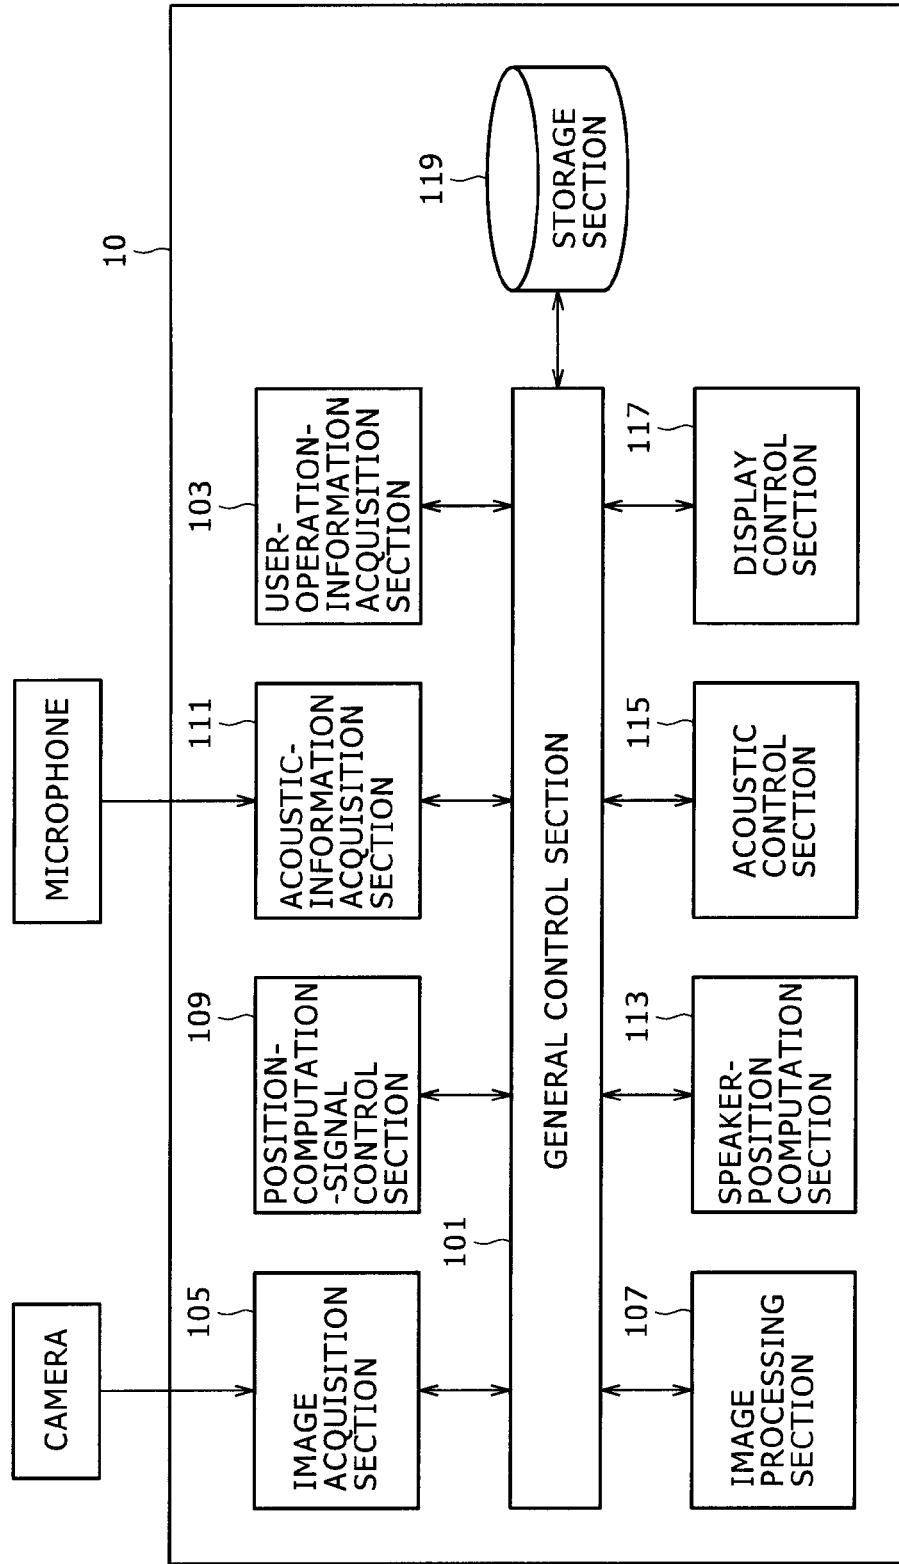 CAMERA
MICROPHONE
10
105
IMAGE
ACQUISITION
SECTION
109
POSITION-
COMPUTATION
-SIGNAL
CONTROL
SECTION
111
ACOUSTIC-
INFORMATION
ACQUISITION
SECTION
103
USER-
OPERATION-
INFORMATION
ACQUISITION
SECTION
101
GENERAL CONTROL SECTION
119
STORAGE
SECTION
107
IMAGE
PROCESSING
SECTION
113
SPEAKER-
POSITION
COMPUTATION
SECTION
115
ACOUSTIC
CONTROL
SECTION
117
DISPLAY
CONTROL
SECTION